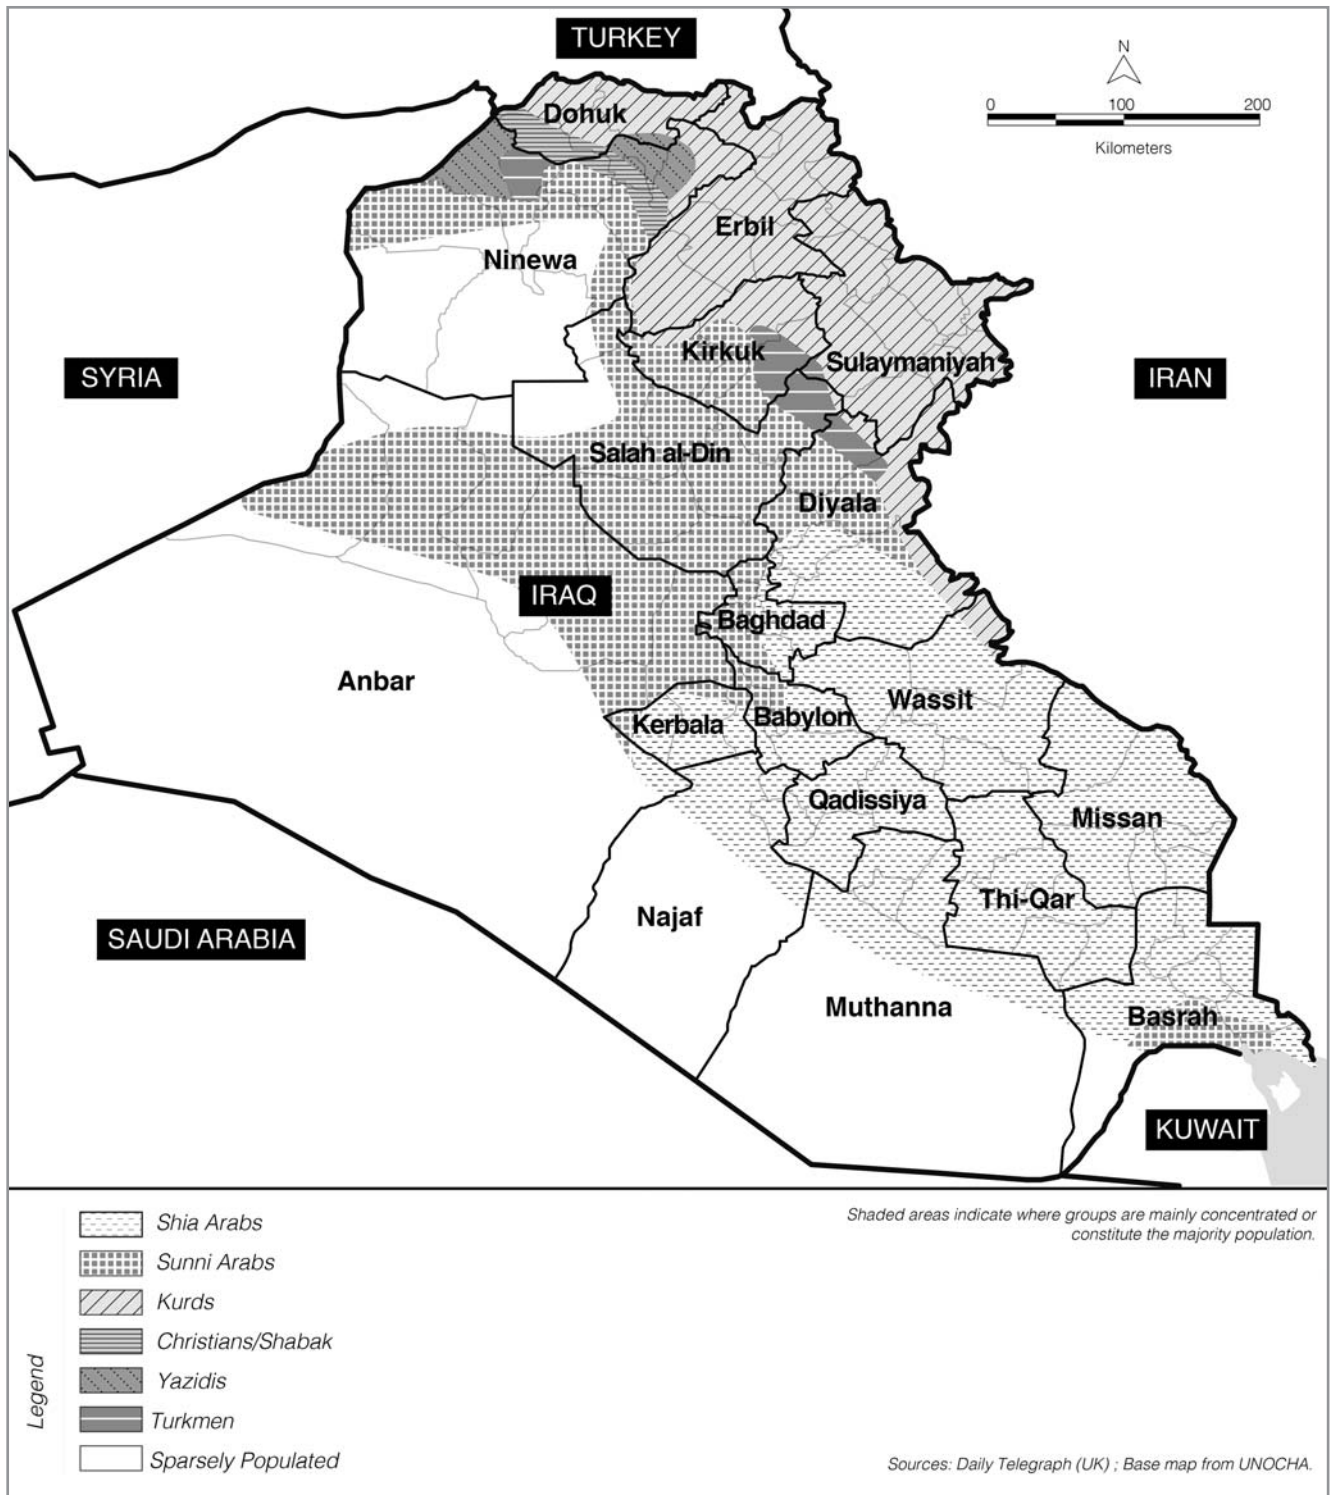 TURKEY
N
Dohuk
0 100 200
Kilometers
Erbil
Ninewa
Kirkuk
Sulaymaniyah
SYRIA
IRAN
Salah al-Din
Diyala
IRAQ
Baghdad
Anbar
Wassit
Kerbala
Babylon
Qadissiya
Missan
Thi-Qar
Najaf
SAUDI ARABIA
Muthanna
Basrah
KUWAIT
Legend
Shia Arabs
Sunni Arabs
Kurds
Christians/Shabak
Yazidis
Turkmen
Sparsely Populated
Shaded areas indicate where groups are mainly concentrated or
constitute the majority population.
Sources: Daily Telegraph (UK) ; Base map from UNOCHA.